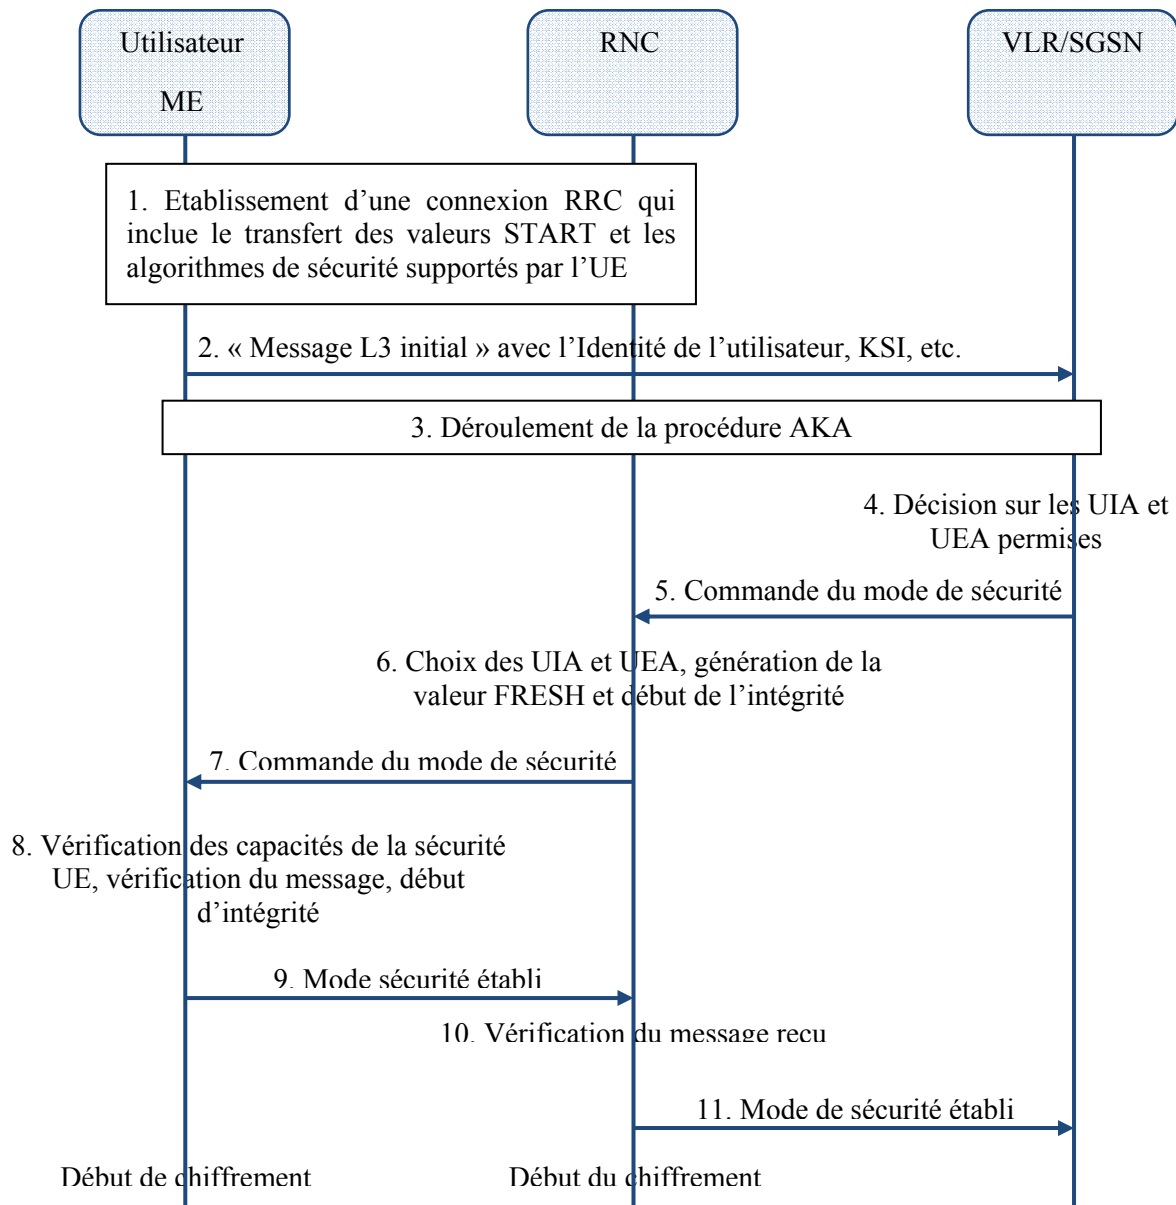 Utilisateur
ME
RNC
VLR/SGSN
1. Etablissement d’une connexion RRC qui
inclue le transfert des valeurs START et les
algorithmes de sécurité supportés par l’UE
2. « Message L3 initial » avec l’Identité de l’utilisateur, KSI, etc.
3. Déroulement de la procédure AKA
4. Décision sur les UIA et
UEA permises
5. Commande du mode de sécurité
6. Choix des UIA et UEA, génération de la
valeur FRESH et début de l’intégrité
7. Commande du mode de sécurité
8. Vérification des capacités de la sécurité
UE, vérification du message, début
d’intégrité
9. Mode sécurité établi
10. Vérification du message reçu
11. Mode de sécurité établi
Début de chiffrement
Début du chiffrement